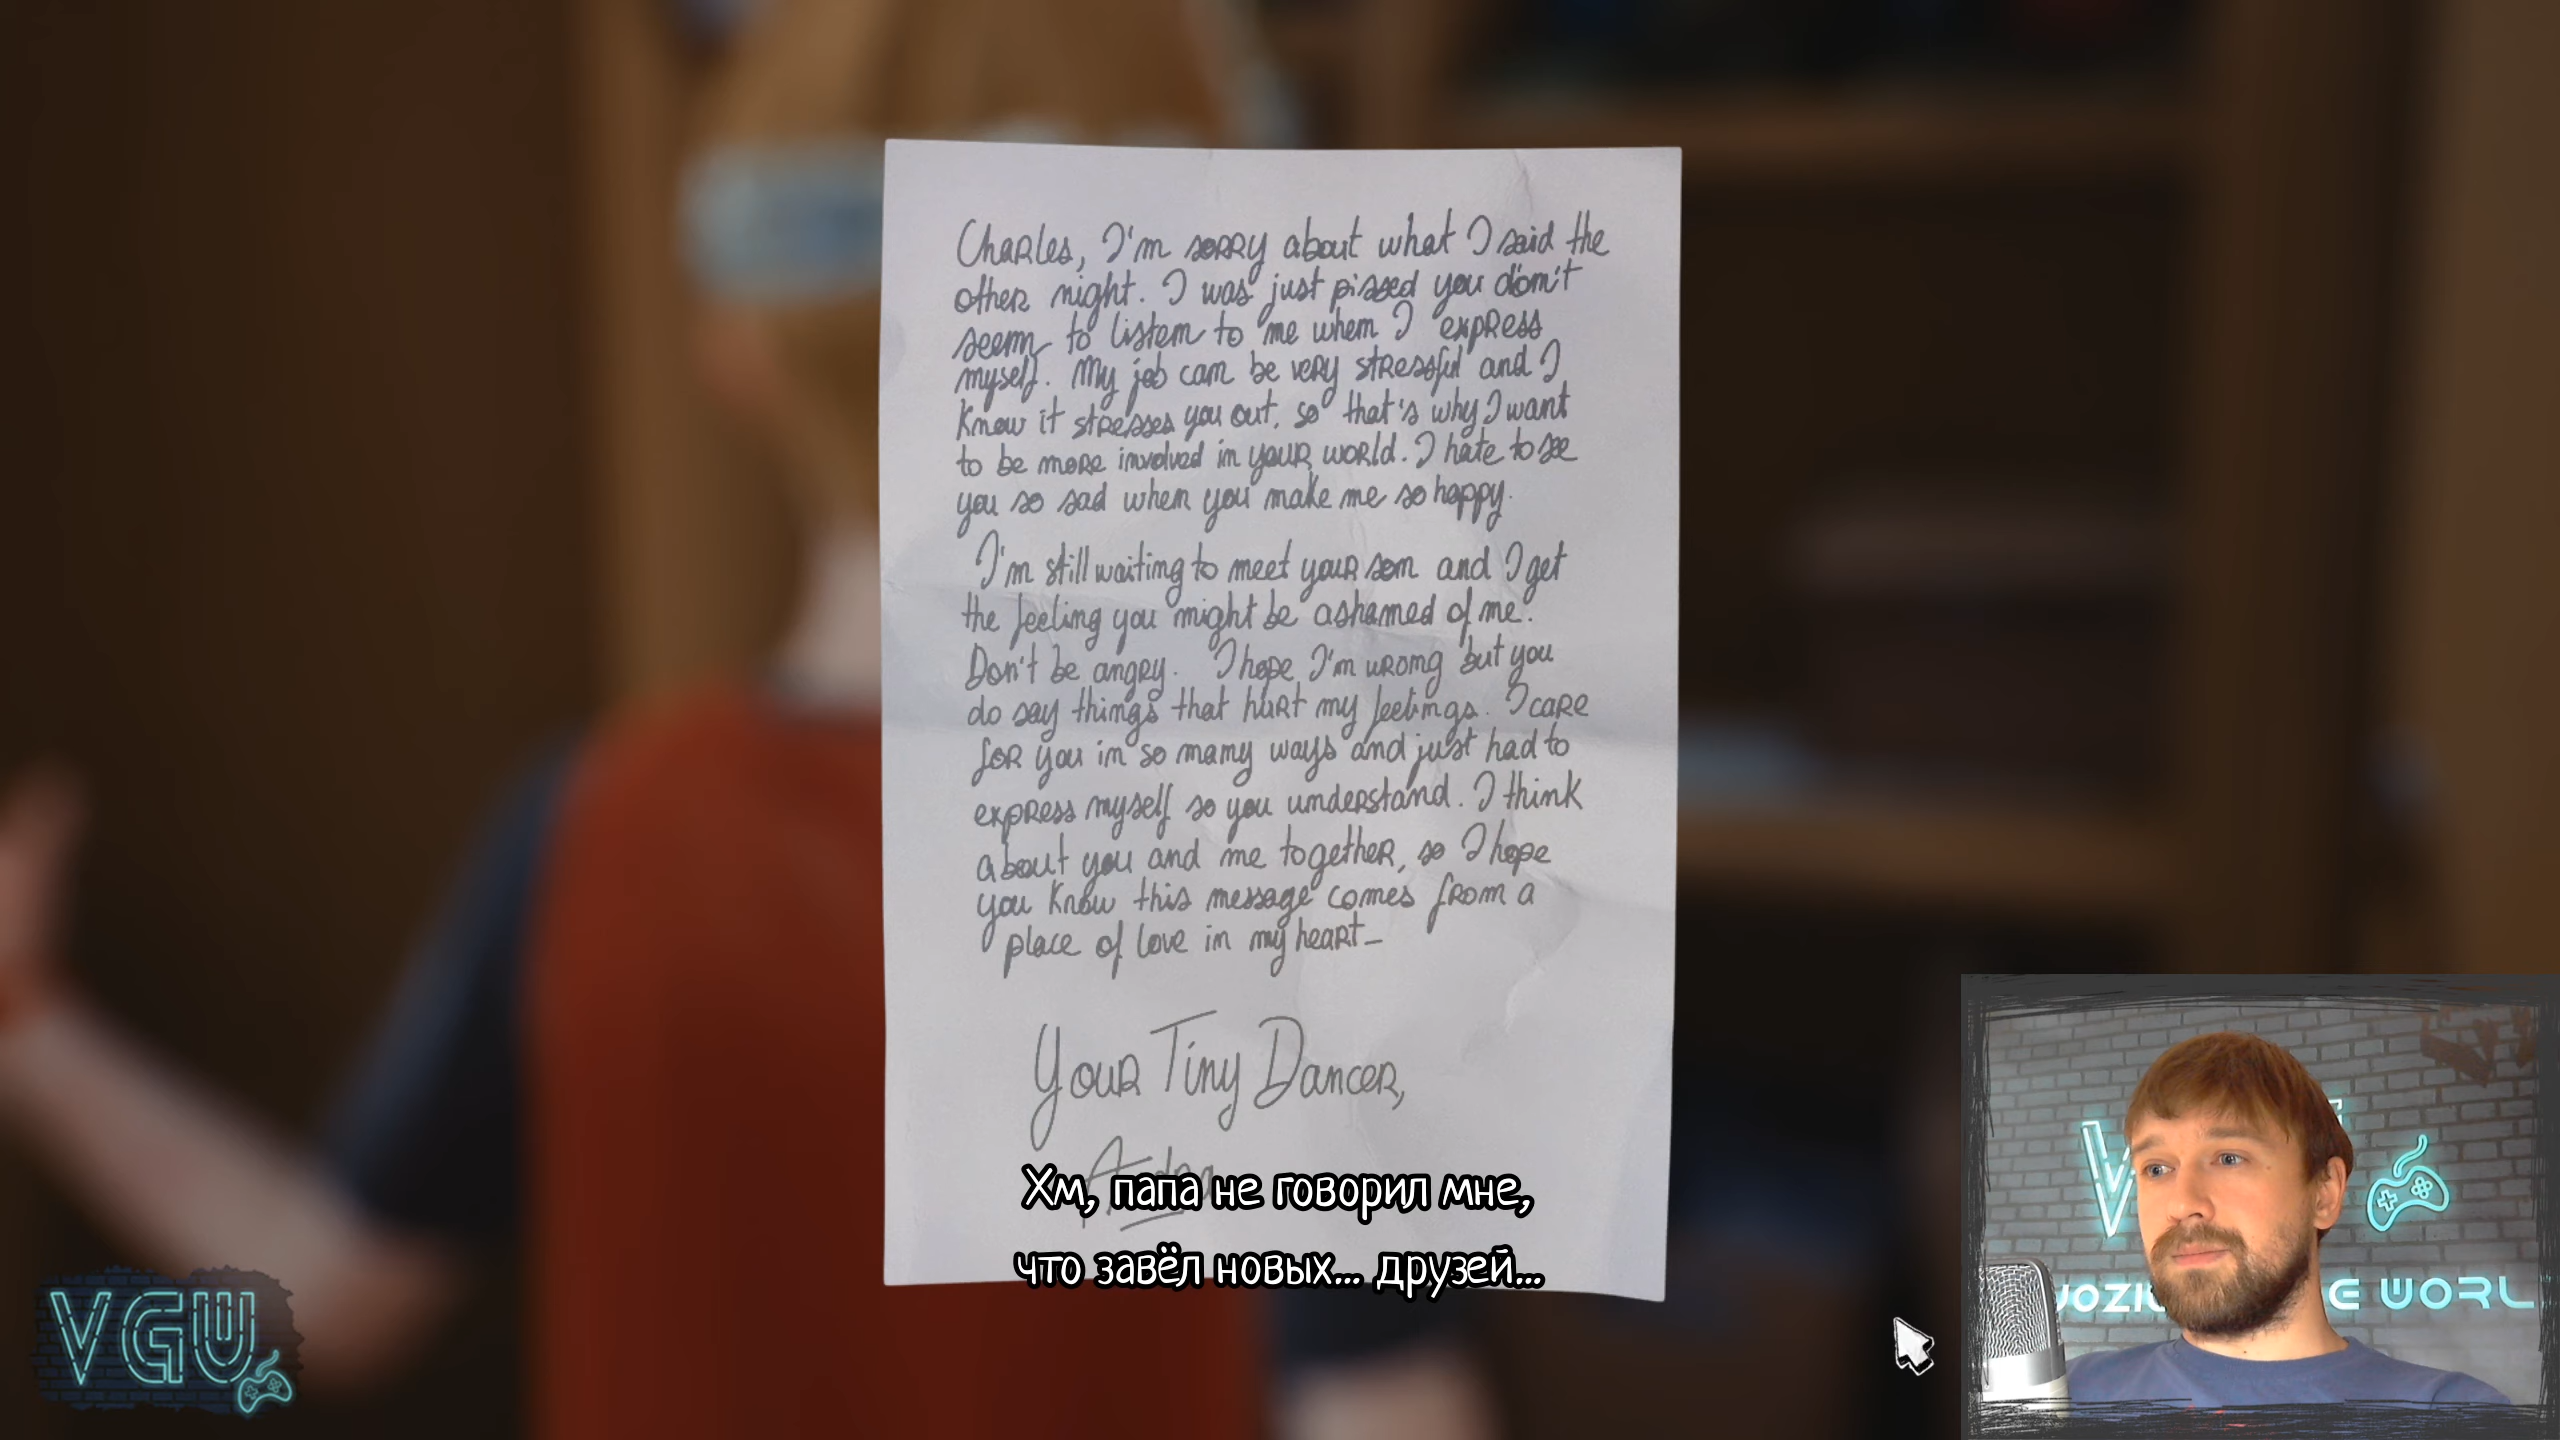 Charles, I'm sorry about what I said the
other night. I was just pissed you don't
seem to listen to me when I express
myself. My job can be very stressful and I
know it stresses you out, so that's why I want
to be more involved in your world. I hate to see
you so sad when you make me so happy.
I'm still waiting to meet your son and I get
the feeling you might be ashamed of me.
Don't be angry. I hope I'm wrong but you
do say things that hurt my feelings. I care
for you in so many ways and just had to
express myself so you understand. I think
about you and me together, so I hope
you know this message comes from a
place of love in my heart–
Your Tiny Dancer,
Хм, папа не говорил мне,
что завёл новых... друзей...
VGW